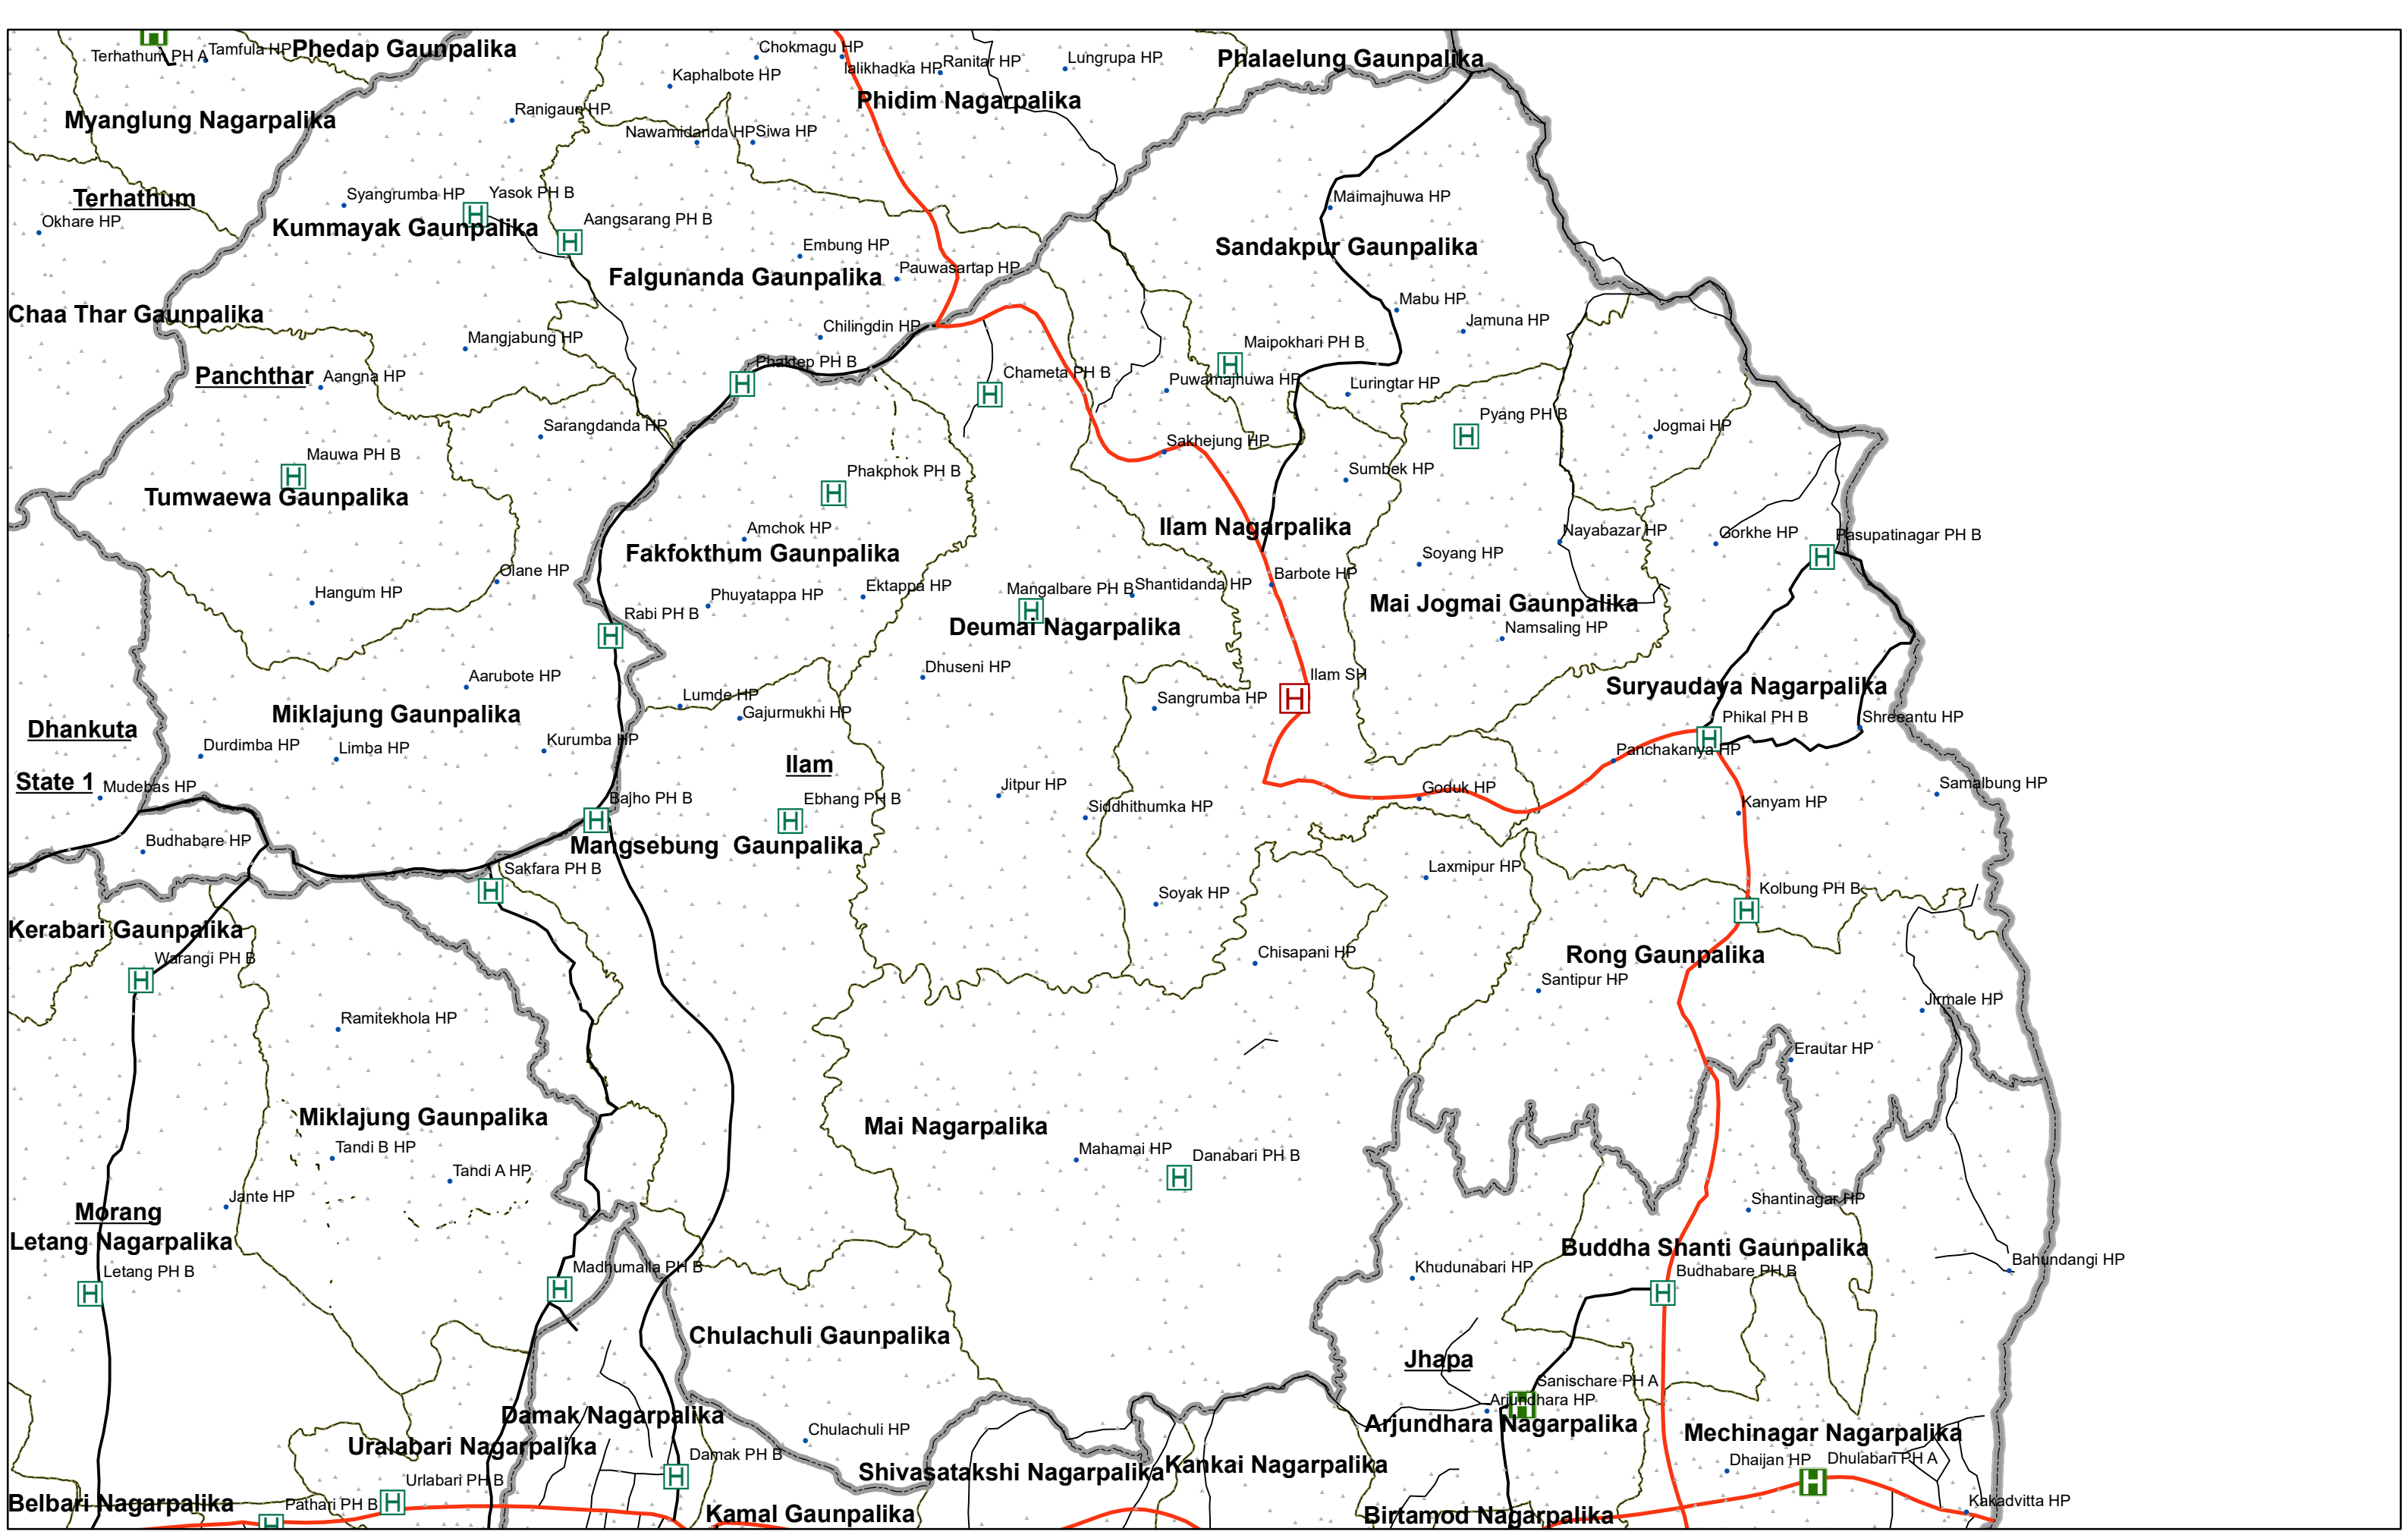 Terhathum PH A
Tamfula HP
Phedap Gaunpalika
Chokmagu HP
Ialikhadka HP
Ranitar HP
Lungrupa HP
Phalaelung Gaunpalika
Kaphalbote HP
Phidim Nagarpalika
Myanglung Nagarpalika
Ranigaun HP
Nawamidanda HP
Siwa HP
Terhathum
Okhare HP
Syangrumba HP
Yasok PH B
Kummayak Gaunpalika
Aangsarang PH B
Maimajhuwa HP
Embung HP
Sandakpur Gaunpalika
Falgunanda Gaunpalika
Pauwasartap HP
Chaa Thar Gaunpalika
Mabu HP
Jamuna HP
Chilingdin HP
Mangjabung HP
Maipokhari PH B
Phaktep PH B
Panchthar
Aangna HP
Chameta PH B
Puwamajhuwa HP
Luringtar HP
Pyang PH B
Jogmai HP
Sarangdanda HP
Sakhejung HP
Mauwa PH B
Phakphok PH B
Sumbek HP
Tumwaewa Gaunpalika
Amchok HP
Ilam Nagarpalika
Nayabazar HP
Gorkhe HP
Pasupatinagar PH B
Fakfokthum Gaunpalika
Soyang HP
Olane HP
Barbote HP
Hangum HP
Phuyatappa HP
Ektappa HP
Mangalbare PH B
Shantidanda HP
Mai Jogmai Gaunpalika
Rabi PH B
Deumai Nagarpalika
Namsaling HP
Dhuseni HP
Aarubote HP
Ilam SH
Suryaudaya Nagarpalika
Lumde HP
Sangrumba HP
Miklajung Gaunpalika
Gajurmukhi HP
Phikal PH B
Shreeantu HP
Dhankuta
Durdimba HP
Limba HP
Kurumba HP
Panchakanya HP
Ilam
State 1
Mudebas HP
Jitpur HP
Goduk HP
Samalbung HP
Bajho PH B
Ebhang PH B
Siddhithumka HP
Kanyam HP
Budhabare HP
Mangsebung  Gaunpalika
Sakfara PH B
Laxmipur HP
Soyak HP
Kolbung PH B
Kerabari Gaunpalika
Warangi PH B
Chisapani HP
Rong Gaunpalika
Santipur HP
Jirmale HP
Ramitekhola HP
Erautar HP
Miklajung Gaunpalika
Mai Nagarpalika
Tandi B HP
Mahamai HP
Danabari PH B
Tandi A HP
Jante HP
Shantinagar HP
Morang
Letang Nagarpalika
Buddha Shanti Gaunpalika
Bahundangi HP
Letang PH B
Madhumalla PH B
Khudunabari HP
Budhabare PH B
Chulachuli Gaunpalika
Jhapa
Sanischare PH A
Arjundhara HP
Damak Nagarpalika
Arjundhara Nagarpalika
Chulachuli HP
Mechinagar Nagarpalika
Uralabari Nagarpalika
Damak PH B
Shivasatakshi Nagarpalika
Kankai Nagarpalika
Dhaijan HP
Dhulabari PH A
Urlabari PH B
Belbari Nagarpalika
Pathari PH B
Kamal Gaunpalika
Birtamod Nagarpalika
Kakadvitta HP